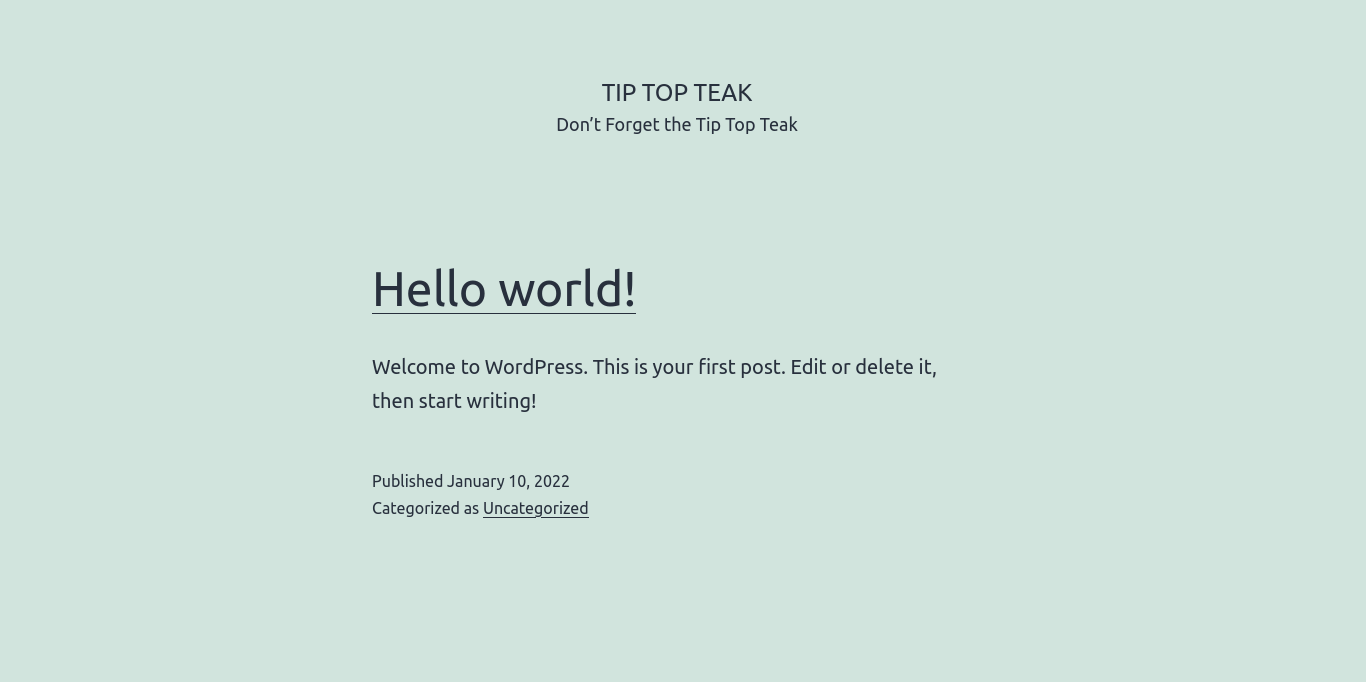 TIP TOP TEAK
Don’t Forget the Tip Top Teak
Hello world!
Welcome to WordPress. This is your first post. Edit or delete it,
then start writing!
Published January 10, 2022
Categorized as Uncategorized